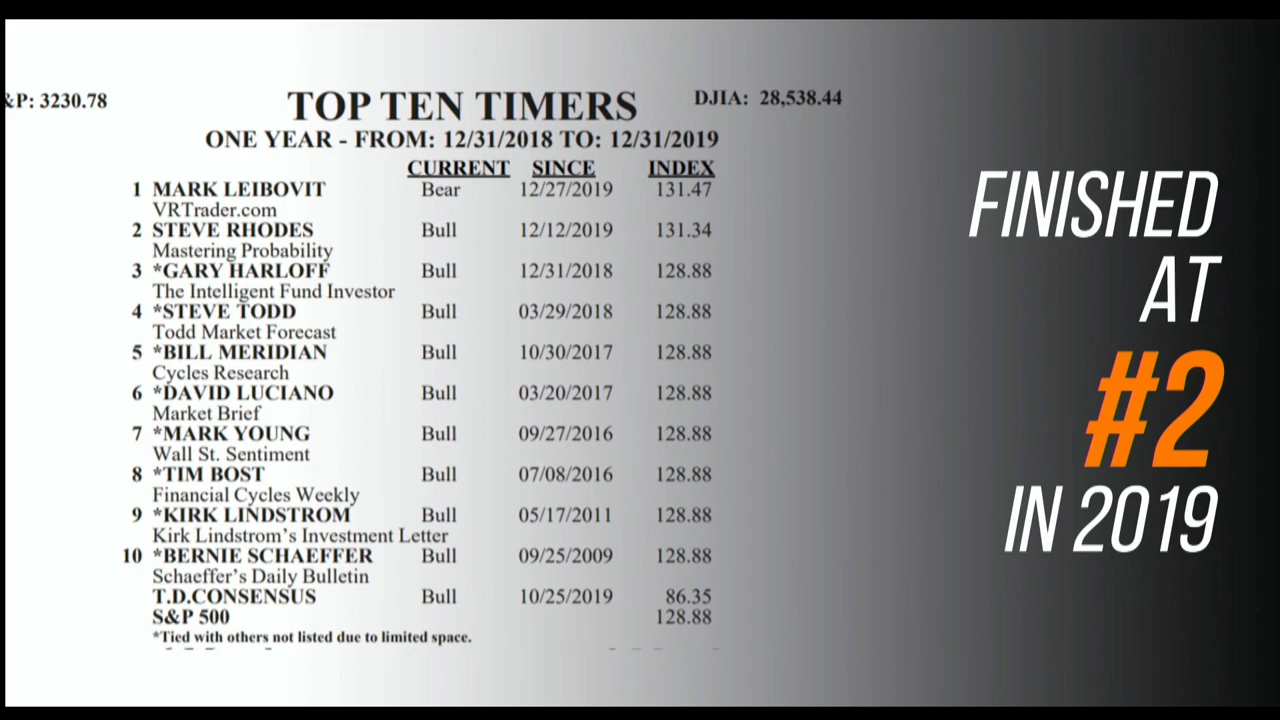 &P: 3230.78
TOP TEN TIMERS
DJIA: 28,538.44
ONE YEAR - FROM: 12/31/2018 TO: 12/31/2019
CURRENT SINCE INDEX
1 MARK LEIBOVIT Bear 12/27/2019 131.47
VRTrader.com
2 STEVE RHODES Bull 12/12/2019 131.34
Mastering Probability
3 *GARY HARLOFF Bull 12/31/2018 128.88
The Intelligent Fund Investor
4 *STEVE TODD Bull 03/29/2018 128.88
Todd Market Forecast
5 *BILL MERIDIAN Bull 10/30/2017 128.88
Cycles Research
6 *DAVID LUCIANO Bull 03/20/2017 128.88
Market Brief
7 *MARK YOUNG Bull 09/27/2016 128.88
Wall St. Sentiment
8 *TIM BOST Bull 07/08/2016 128.88
Financial Cycles Weekly
9 *KIRK LINDSTROM Bull 05/17/2011 128.88
Kirk Lindstrom's Investment Letter
10 *BERNIE SCHAEFFER Bull 09/25/2009 128.88
Schaeffer's Daily Bulletin
T.D.CONSENSUS Bull 10/25/2019 86.35
S&P 500 128.88
*Tied with others not listed due to limited space.
FINISHED
AT
#2
IN 2019